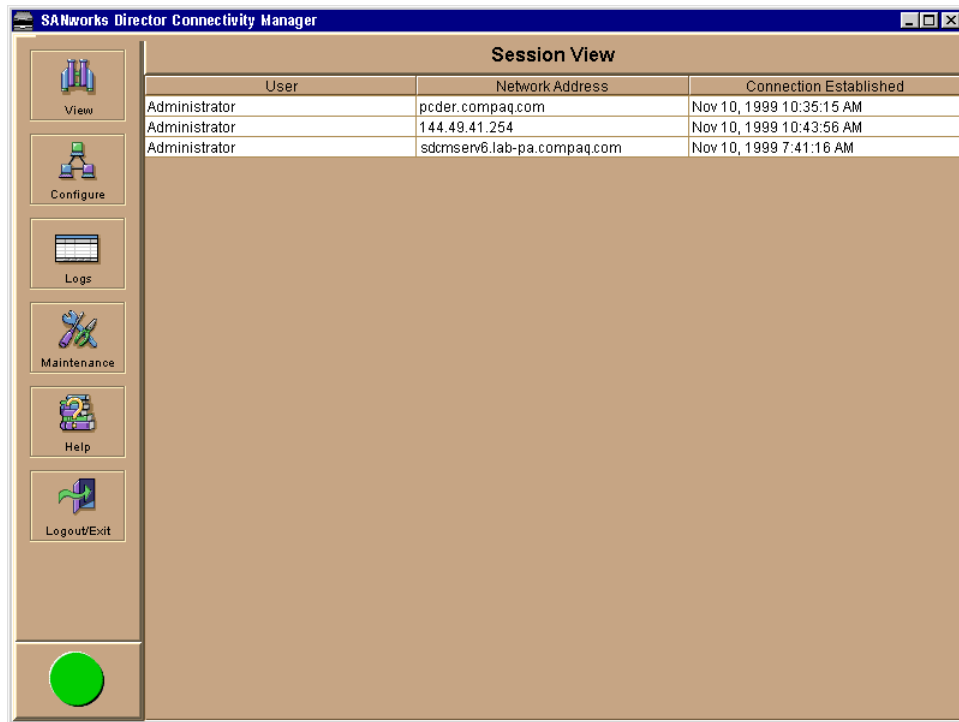 SANworks Director Connectivity Manager
Session View
User Network Address Connection Established
Administrator pcder.compaq.com Nov 10, 1999 10:35:15 AM
Administrator 144.49.41.254 Nov 10, 1999 10:43:56 AM
Administrator sdcmserv6.lab-pa.compaq.com Nov 10, 1999 7:41:16 AM
View
Configure
Logs
Maintenance
Help
Logout/Exit